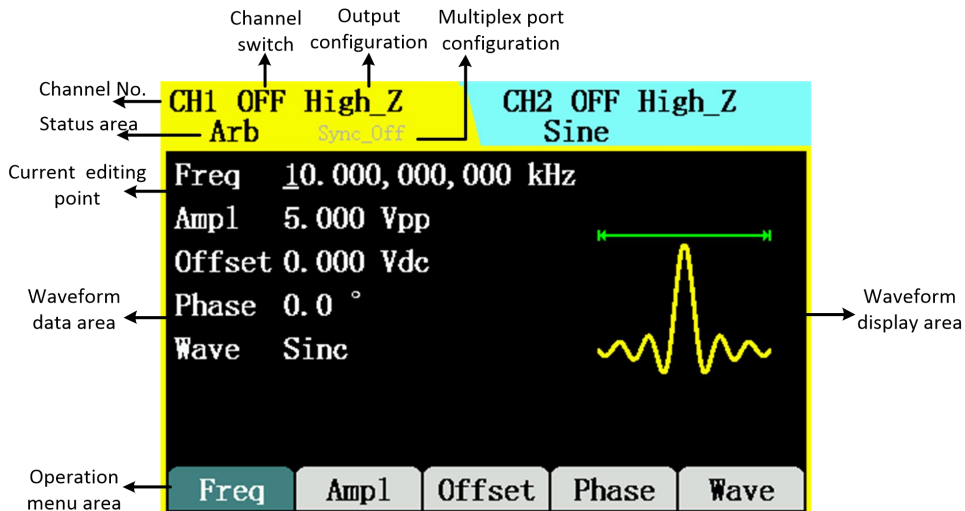 Channel switch
Output configuration
Multiplex port configuration
Channel No.
CH1 OFF High_Z
CH2 OFF High_Z
Status area
Arb
Sync_Off
Sine
Current editing point
Freq 10.000,000,000 kHz
Ampl 5.000 Vpp
Offset 0.000 Vdc
Waveform data area
Phase 0.0 °
Wave Sinc
Waveform display area
Operation menu area
Freq
Ampl
Offset
Phase
Wave